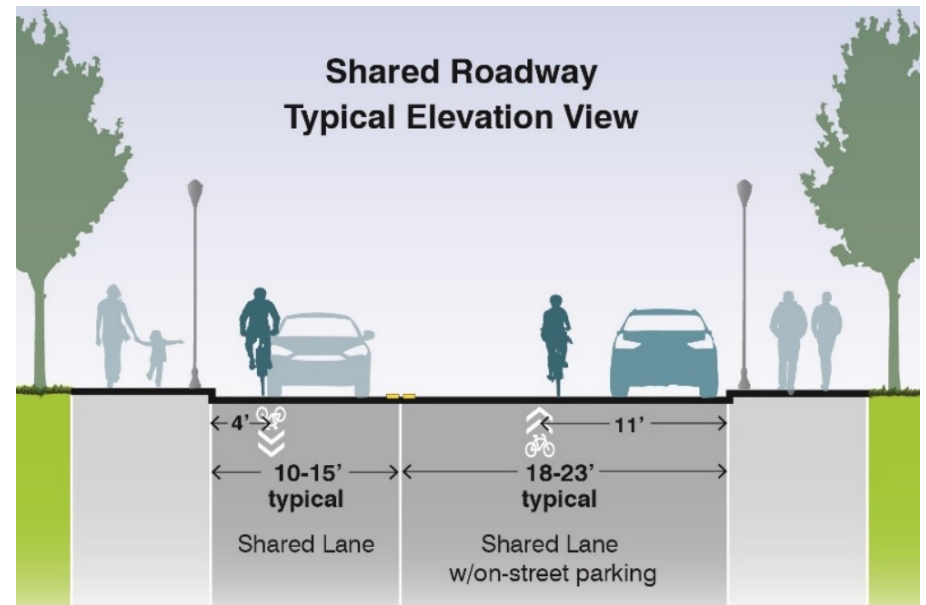 Shared Roadway
Typical Elevation View
4’
11’
10-15’
typical
18-23’
typical
Shared Lane
Shared Lane
w/on-street parking